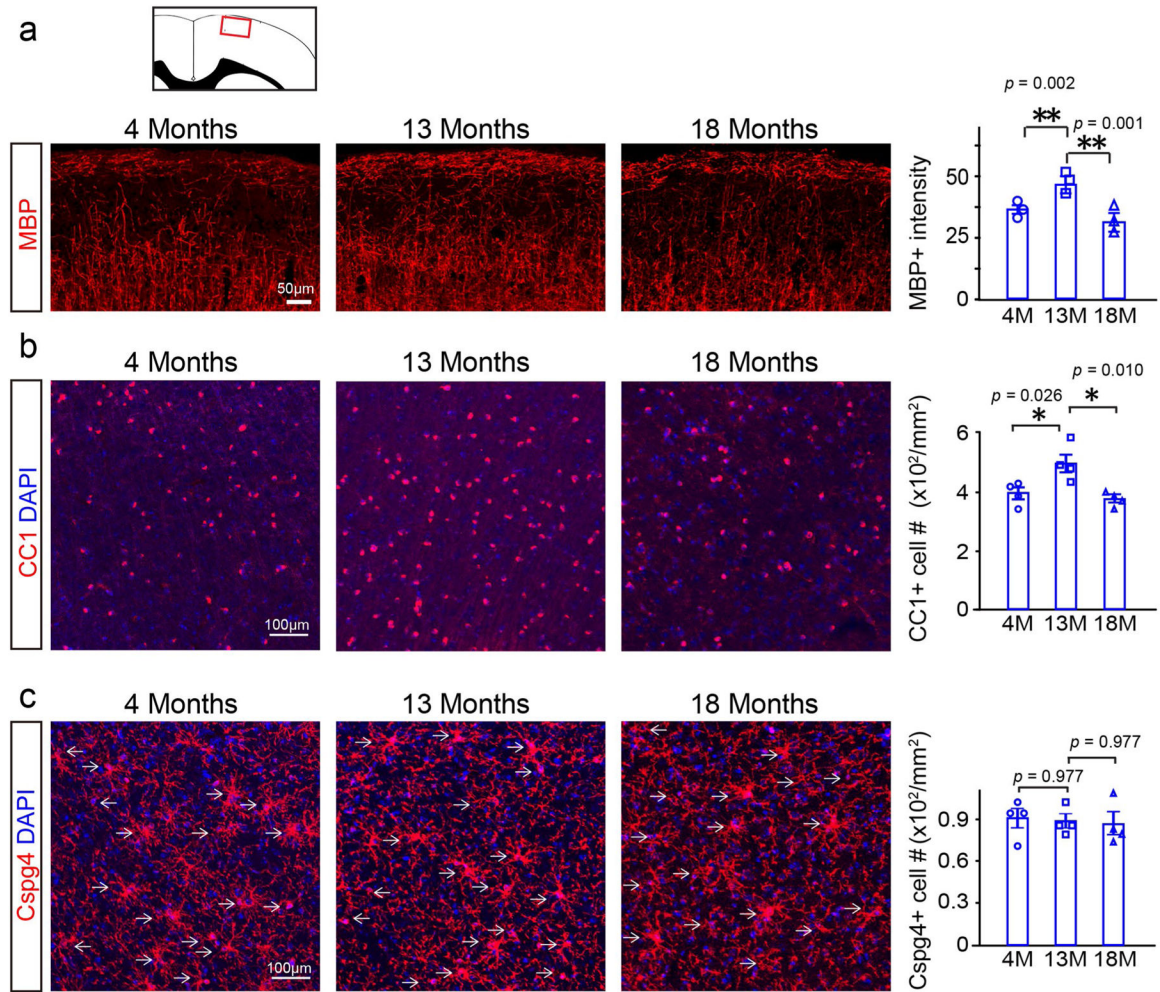 a
4 Months
13 Months
18 Months
MBP
50µm
p = 0.002
**
p = 0.001
**
MBP+ intensity
50
25
0
4M 13M 18M
b
4 Months
13 Months
18 Months
CC1 DAPI
100µm
p = 0.010
p = 0.026
*
*
CC1+ cell # (x10²/mm²)
6
4
2
0
4M 13M 18M
c
4 Months
13 Months
18 Months
Cspg4 DAPI
100µm
p = 0.977
p = 0.977
Cspg4+ cell # (x10²/mm²)
0.9
0.6
0.3
0
4M 13M 18M